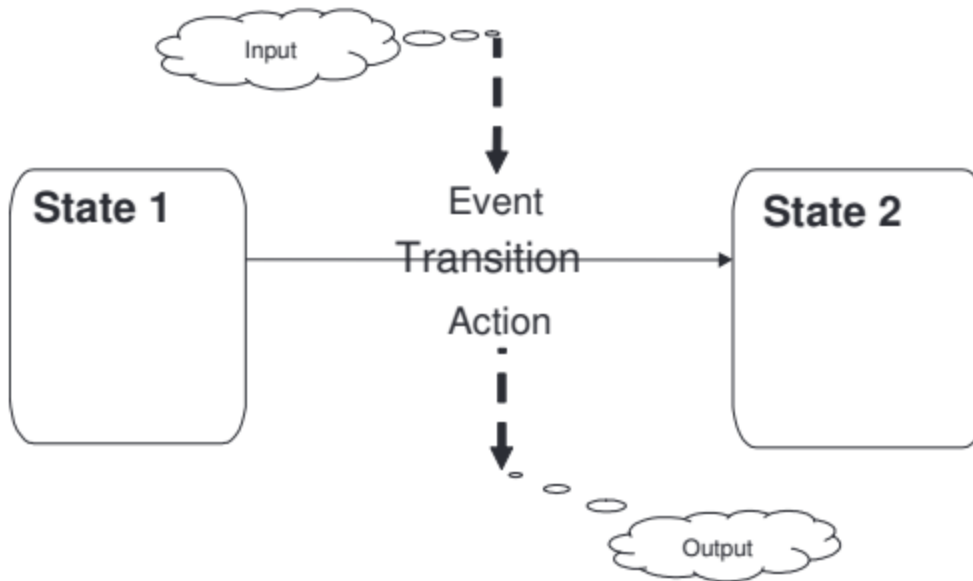 Input
Event
State 1
State 2
Transition
Action
Output